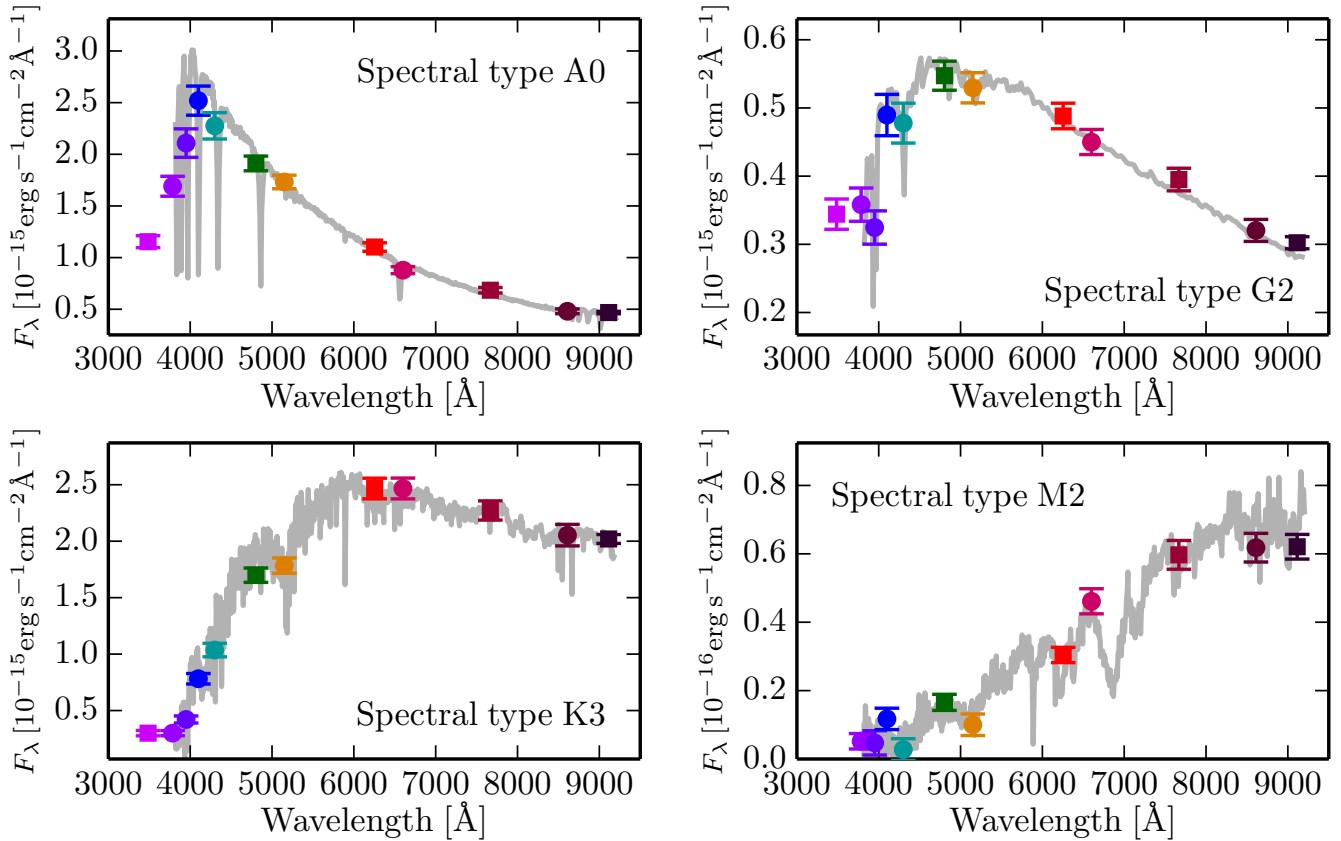 F_λ [10^−15 erg s^−1 cm^−2 Å^−1]
3.0
2.5
2.0
1.5
1.0
0.5
Spectral type A0
3000 4000 5000 6000 7000 8000 9000
Wavelength [Å]
F_λ [10^−15 erg s^−1 cm^−2 Å^−1]
0.6
0.5
0.4
0.3
0.2
Spectral type G2
3000 4000 5000 6000 7000 8000 9000
Wavelength [Å]
F_λ [10^−15 erg s^−1 cm^−2 Å^−1]
2.5
2.0
1.5
1.0
0.5
Spectral type K3
3000 4000 5000 6000 7000 8000 9000
Wavelength [Å]
F_λ [10^−16 erg s^−1 cm^−2 Å^−1]
0.8
0.6
0.4
0.2
0.0
Spectral type M2
3000 4000 5000 6000 7000 8000 9000
Wavelength [Å]